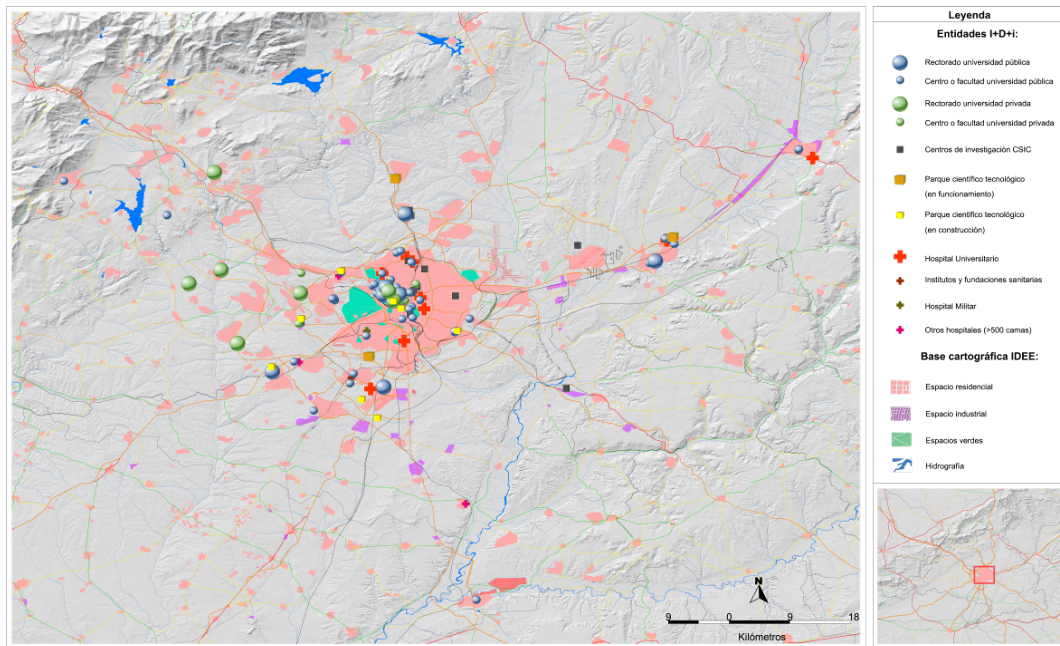 Leyenda
Entidades I+D+i:
Rectorado universidad pública
Centro o facultad universidad pública
Rectorado universidad privada
Centro o facultad universidad privada
Centros de investigación CSIC
Parque científico tecnológico
(en funcionamiento)
Parque científico tecnológico
(en construcción)
Hospital Universitario
Institutos y fundaciones sanitarias
Hospital Militar
Otros hospitales (>500 camas)
Base cartográfica IDEE:
Espacio residencial
Espacio industrial
Espacios verdes
Hidrografía
N
9 0 9 18
Kilómetros